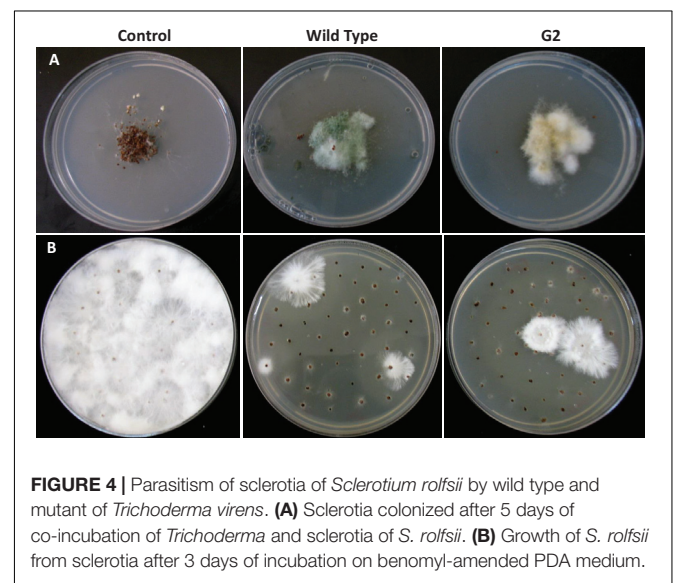 Control Wild Type G2
A
B
FIGURE 4 | Parasitism of sclerotia of Sclerotium rolfsii by wild type and
mutant of Trichoderma virens. (A) Sclerotia colonized after 5 days of
co-incubation of Trichoderma and sclerotia of S. rolfsii. (B) Growth of S. rolfsii
from sclerotia after 3 days of incubation on benomyl-amended PDA medium.